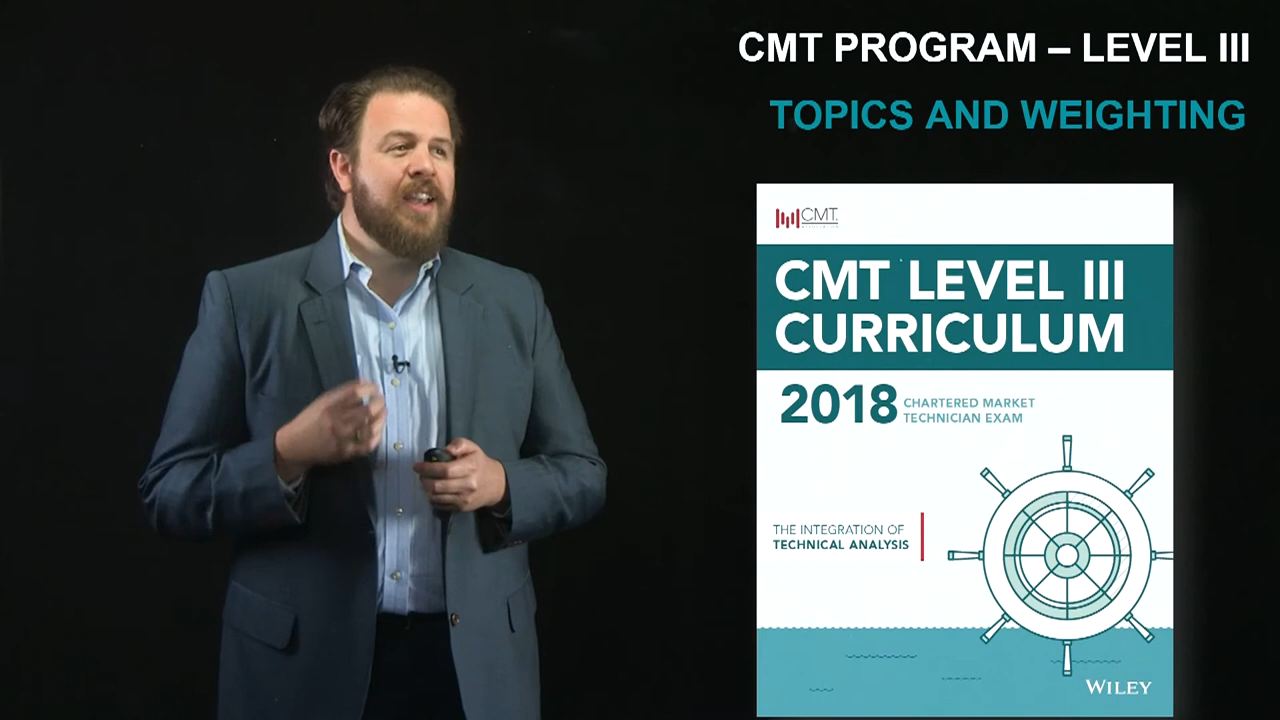 CMT PROGRAM – LEVEL III
TOPICS AND WEIGHTING
CMT.
CMT LEVEL III
CURRICULUM
2018 CHARTERED MARKET
TECHNICIAN EXAM
THE INTEGRATION OF
TECHNICAL ANALYSIS
WILEY